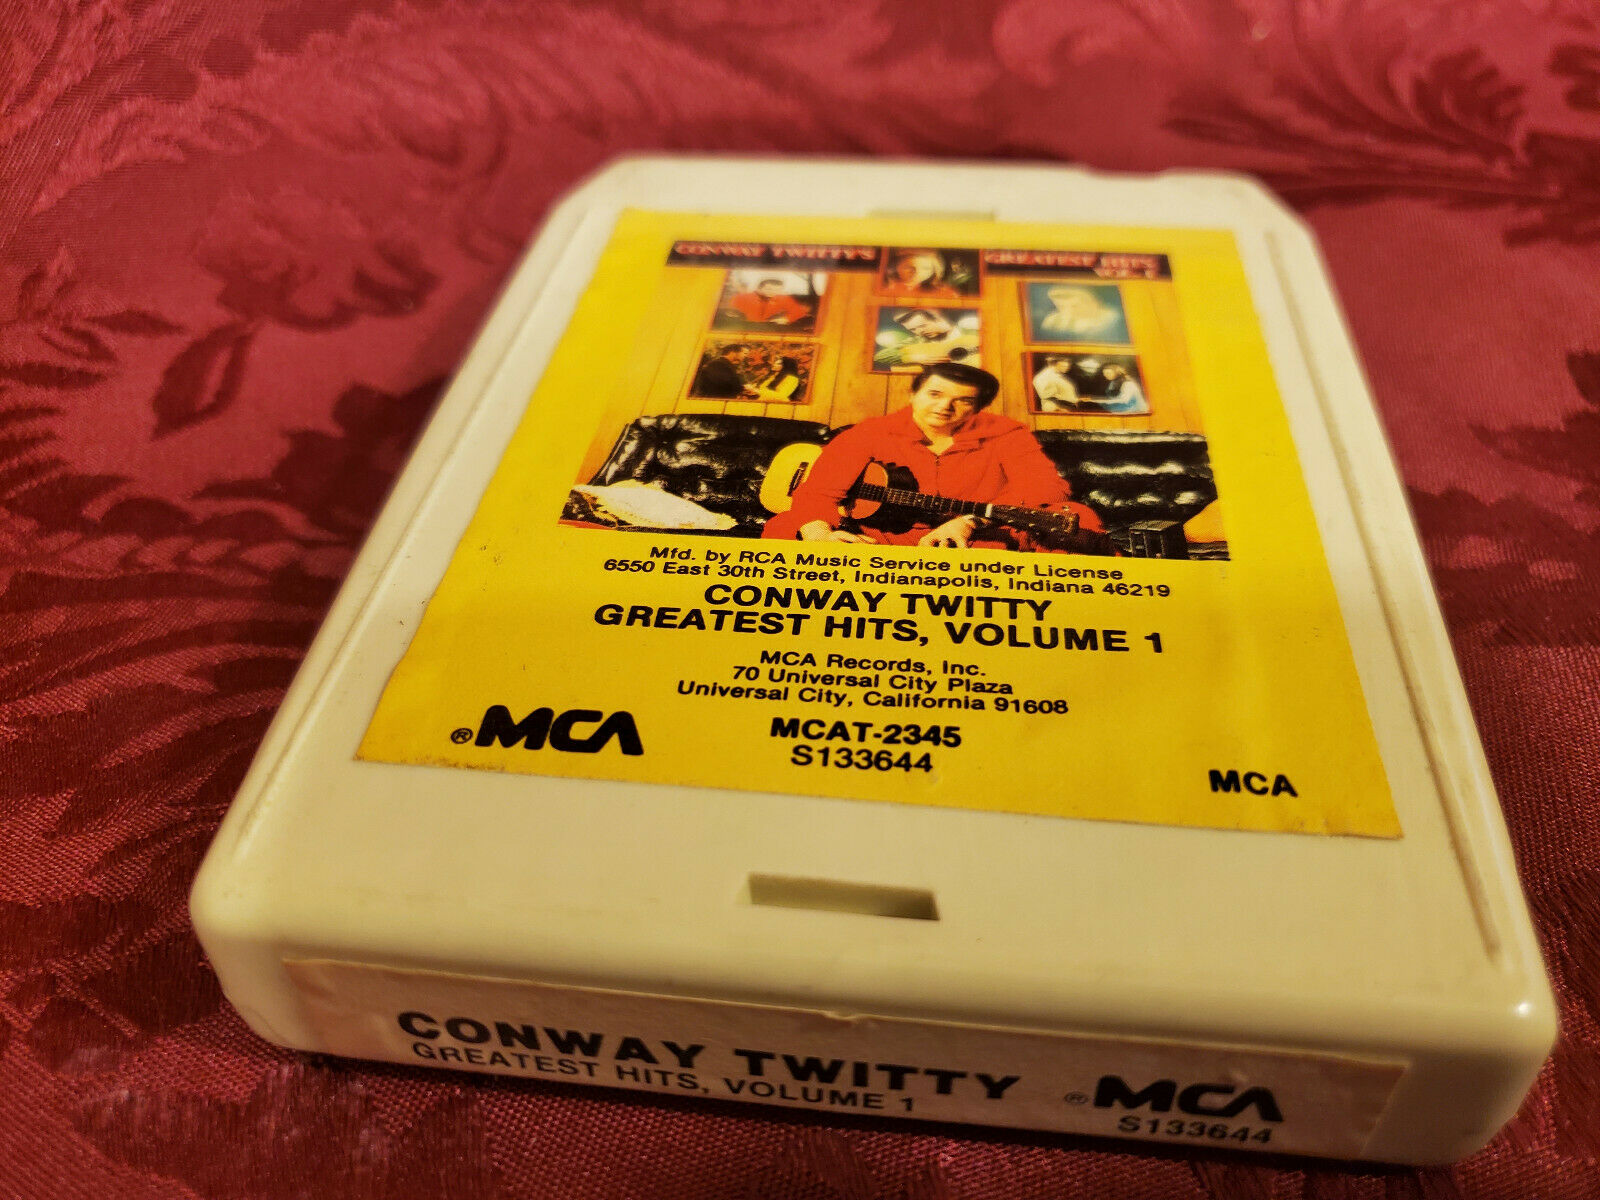 CONWAY TWITTY'S
GREATEST HITS
VOL. I
Mfd. by RCA Music Service under License
6550 East 30th Street, Indianapolis, Indiana 46219
CONWAY TWITTY
GREATEST HITS, VOLUME 1
MCA Records, Inc.
70 Universal City Plaza
Universal City, California 91608
®MCA
MCAT-2345
S133644
MCA
CONWAY TWITTY
GREATEST HITS, VOLUME 1
®MCA
S133644